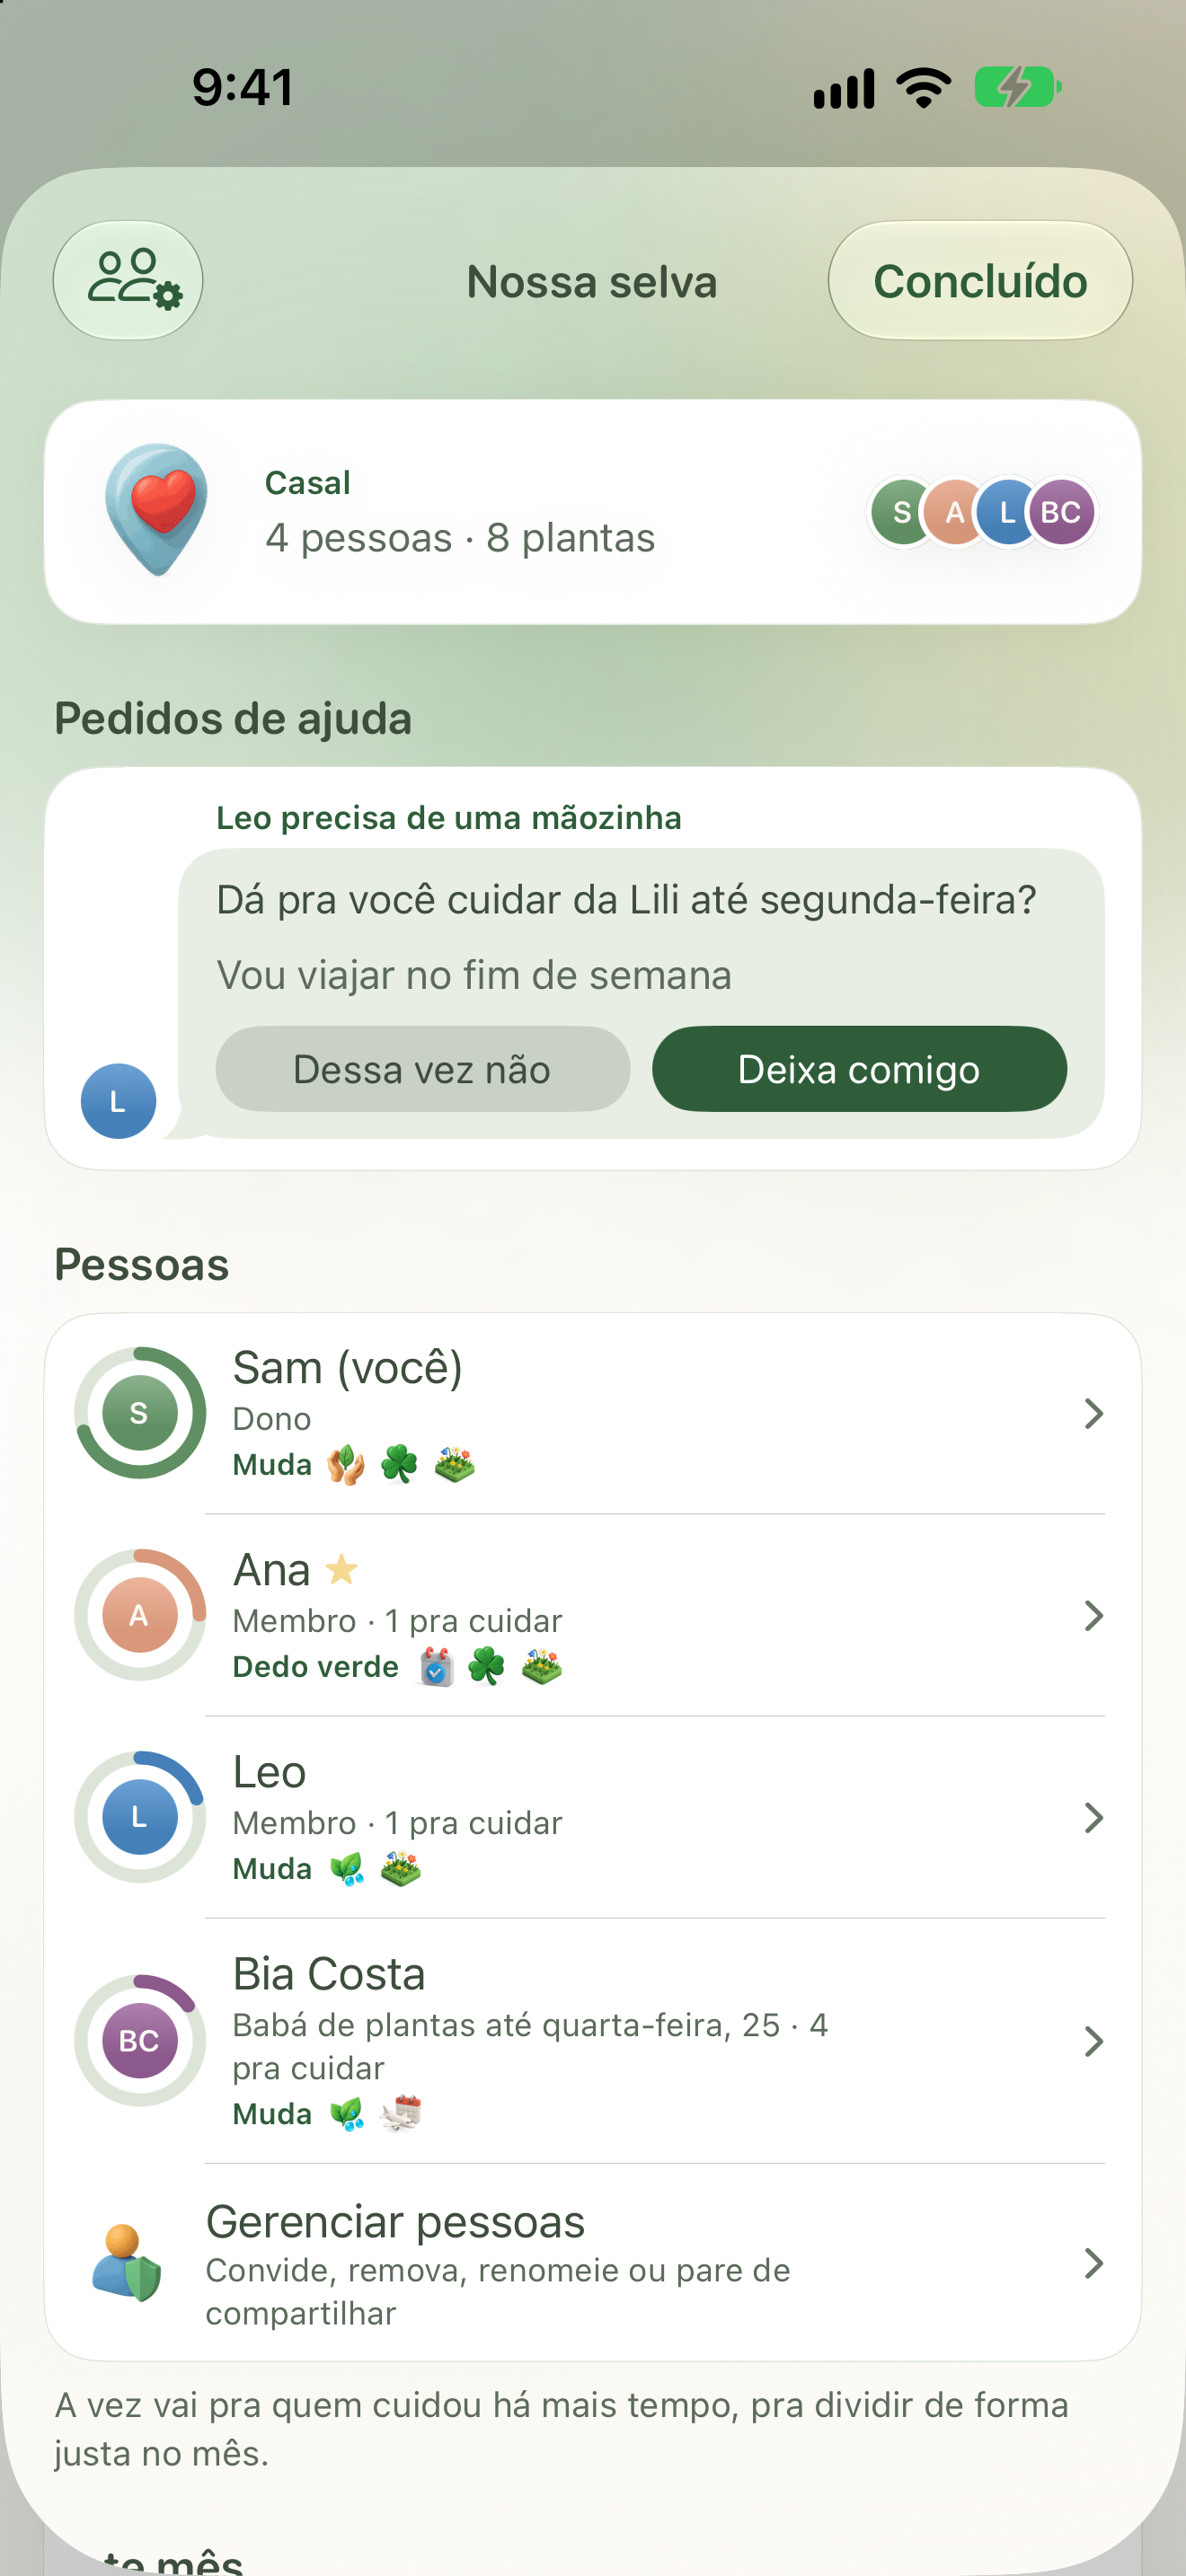 9:41
Nossa selva
Concluído
Casal
4 pessoas · 8 plantas
S A L BC
Pedidos de ajuda
Leo precisa de uma mãozinha
Dá pra você cuidar da Lili até segunda-feira?
Vou viajar no fim de semana
Dessa vez não
Deixa comigo
L
Pessoas
S
Sam (você)
Dono
Muda
A
Ana
Membro · 1 pra cuidar
Dedo verde
L
Leo
Membro · 1 pra cuidar
Muda
BC
Bia Costa
Babá de plantas até quarta-feira, 25 · 4
pra cuidar
Muda
Gerenciar pessoas
Convide, remova, renomeie ou pare de
compartilhar
A vez vai pra quem cuidou há mais tempo, pra dividir de forma
justa no mês.
mês